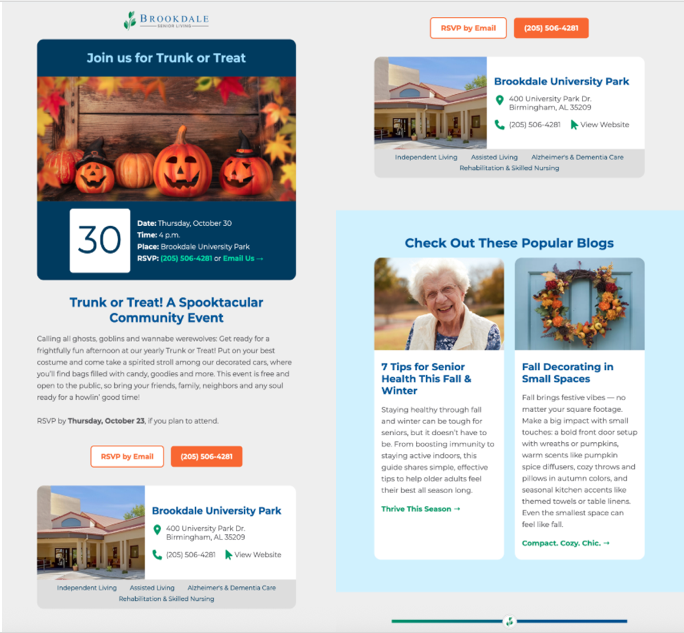 BROOKDALE
SENIOR LIVING
Join us for Trunk or Treat
30
Date: Thursday, October 30
Time: 4 p.m.
Place: Brookdale University Park
RSVP: (205) 506-4281 or Email Us →
Trunk or Treat! A Spooktacular
Community Event
Calling all ghosts, goblins and wannabe werewolves: Get ready for a
frightfully fun afternoon at our yearly Trunk or Treat! Put on your best
costume and come take a spirited stroll among our decorated cars, where
you'll find bags filled with candy, goodies and more. This event is free and
open to the public, so bring your friends, family, neighbors and any soul
ready for a howlin' good time!
RSVP by Thursday, October 23, if you plan to attend.
RSVP by Email
(205) 506-4281
Brookdale University Park
400 University Park Dr.
Birmingham, AL 35209
(205) 506-4281 View Website
Independent Living Assisted Living Alzheimer's & Dementia Care
Rehabilitation & Skilled Nursing
RSVP by Email
(205) 506-4281
Brookdale University Park
400 University Park Dr.
Birmingham, AL 35209
(205) 506-4281 View Website
Independent Living Assisted Living Alzheimer's & Dementia Care
Rehabilitation & Skilled Nursing
Check Out These Popular Blogs
7 Tips for Senior
Health This Fall &
Winter
Staying healthy through fall
and winter can be tough for
seniors, but it doesn't have to
be. From boosting immunity to
staying active indoors, this
guide shares simple, effective
tips to help older adults feel
their best all season long.
Thrive This Season →
Fall Decorating in
Small Spaces
Fall brings festive vibes — no
matter your square footage.
Make a big impact with small
touches: a bold front door setup
with wreaths or pumpkins,
warm scents like pumpkin
spice diffusers, cozy throws and
pillows in autumn colors, and
seasonal kitchen accents like
themed towels or table linens.
Even the smallest space can
feel like fall.
Compact. Cozy. Chic. →